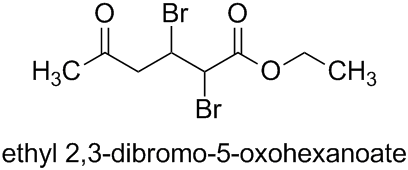 O Br O
H₃C O CH₃
Br
ethyl 2,3-dibromo-5-oxohexanoate